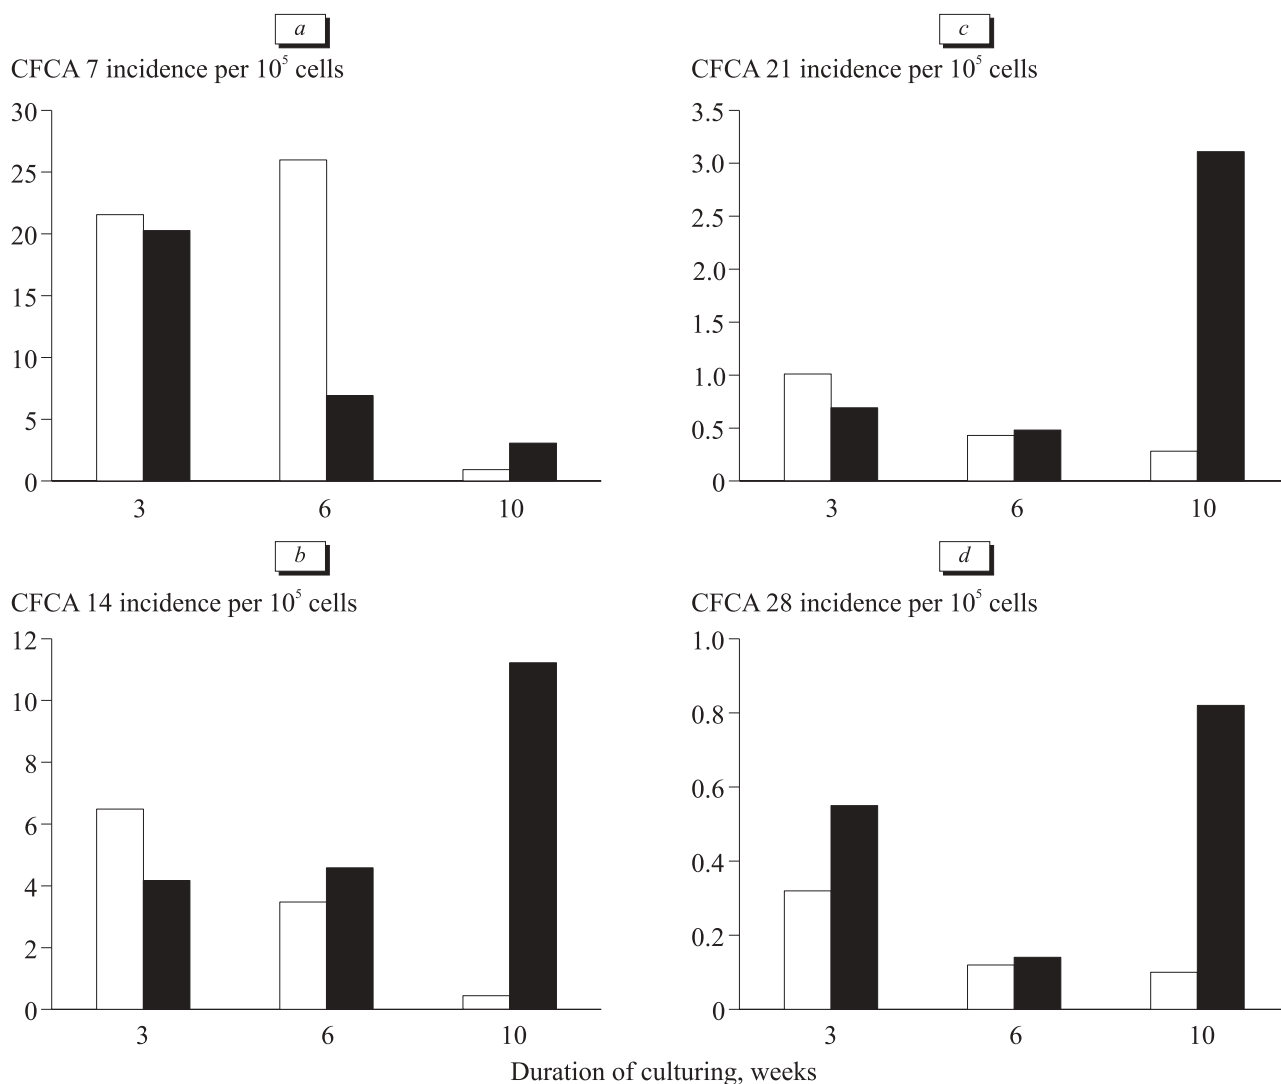 a
CFCA 7 incidence per 10⁵ cells
30
25
20
15
10
5
0
3 6 10
c
CFCA 21 incidence per 10⁵ cells
3.5
3.0
2.5
2.0
1.5
1.0
0.5
0
3 6 10
b
CFCA 14 incidence per 10⁵ cells
12
10
8
6
4
2
0
3 6 10
d
CFCA 28 incidence per 10⁵ cells
1.0
0.8
0.6
0.4
0.2
0
3 6 10
Duration of culturing, weeks